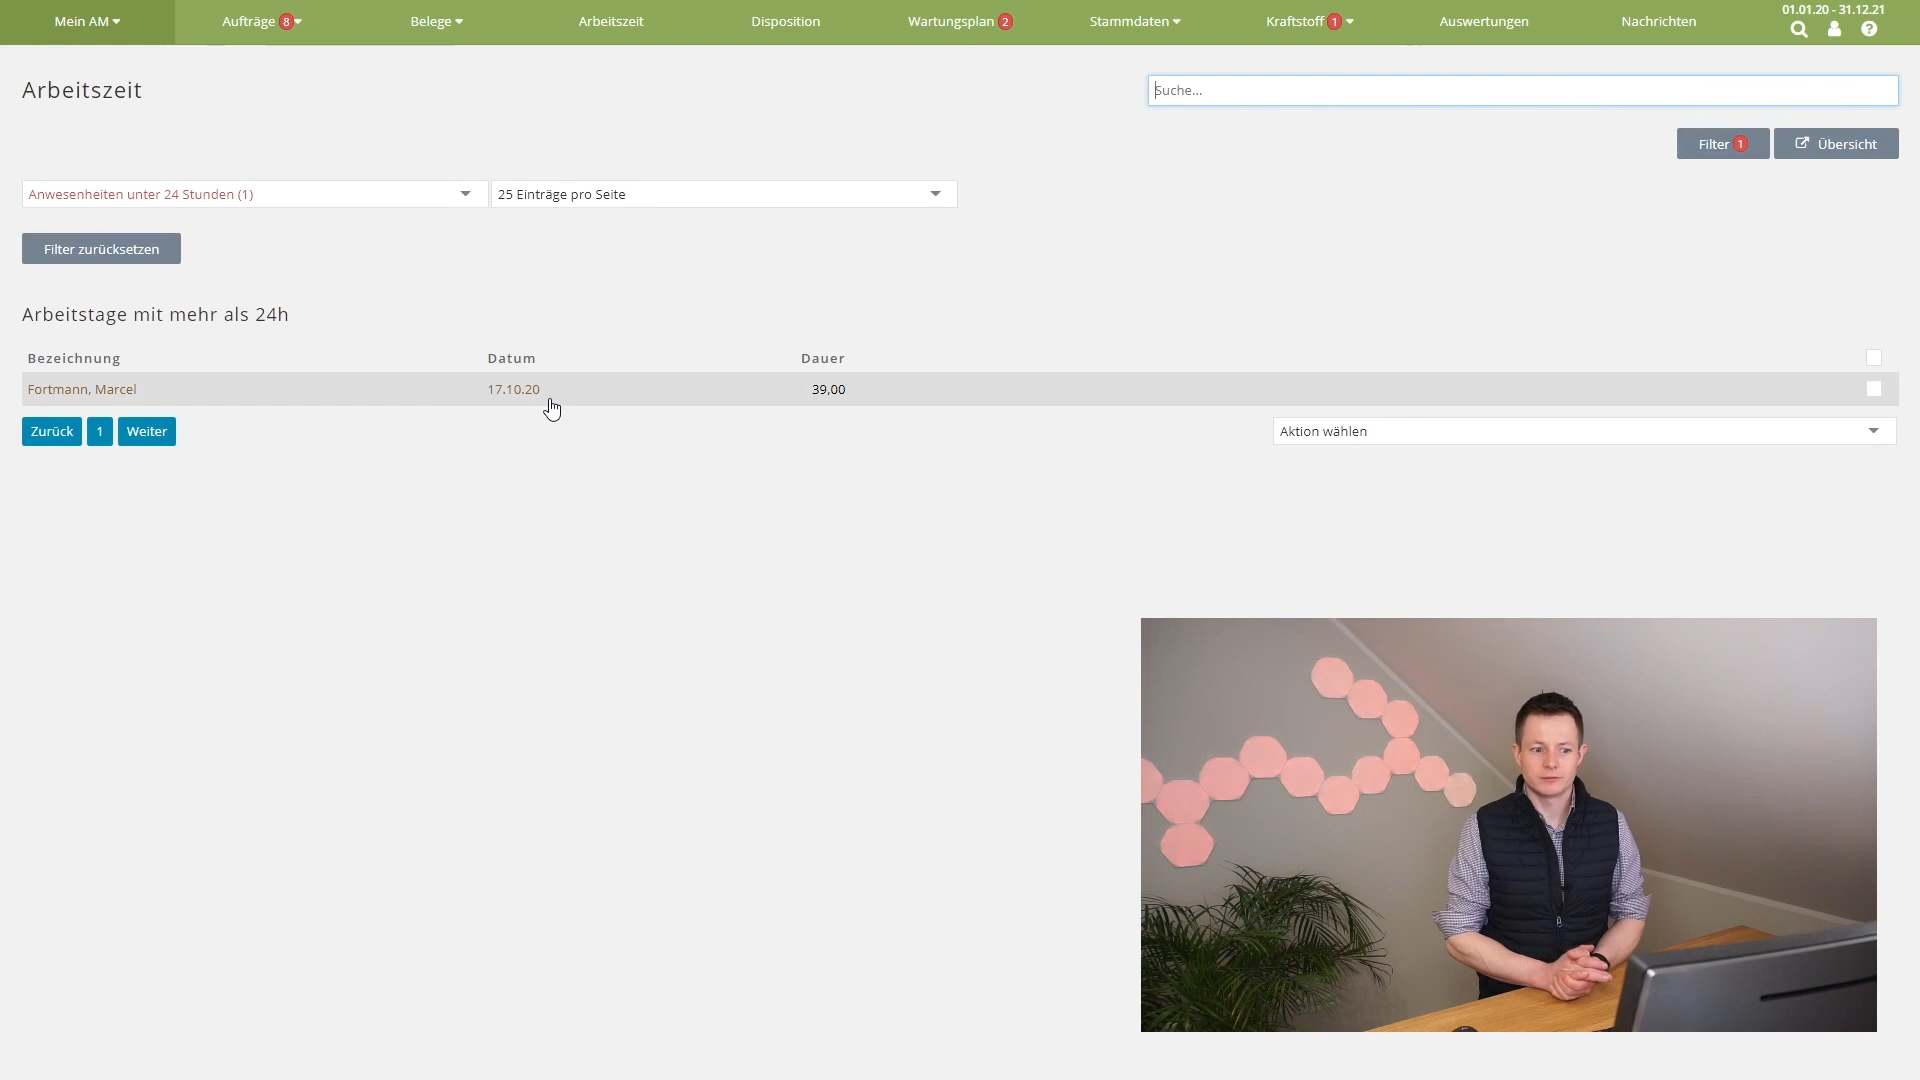 Mein AM
Aufträge 8
Belege
Arbeitszeit
Disposition
Wartungsplan 2
Stammdaten
Kraftstoff 1
Auswertungen
Nachrichten
01.01.20 - 31.12.21
Arbeitszeit
Suche...
Filter 1
Übersicht
Anwesenheiten unter 24 Stunden (1)
25 Einträge pro Seite
Filter zurücksetzen
Arbeitstage mit mehr als 24h
Bezeichnung Datum Dauer
Fortmann, Marcel 17.10.20 39,00
Zurück 1 Weiter
Aktion wählen